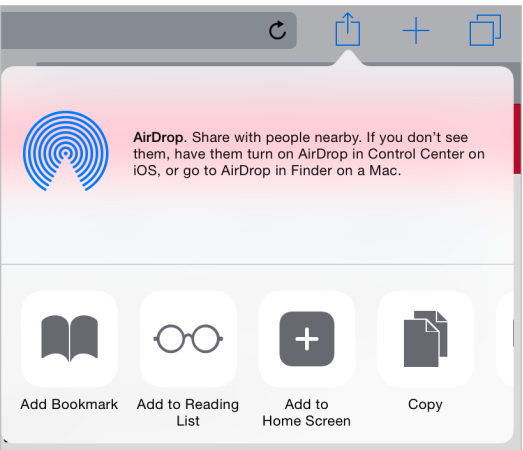 AirDrop. Share with people nearby. If you don't see
them, have them turn on AirDrop in Control Center on
iOS, or go to AirDrop in Finder on a Mac.
Add Bookmark
Add to Reading
List
Add to
Home Screen
Copy